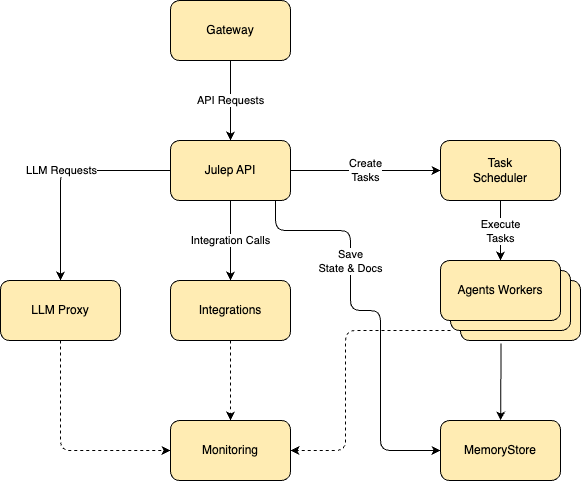 Gateway
API Requests
Julep API
LLM Requests
Create
Tasks
Task
Scheduler
Integration Calls
Execute
Tasks
Save
State & Docs
LLM Proxy
Integrations
Agents Workers
Monitoring
MemoryStore